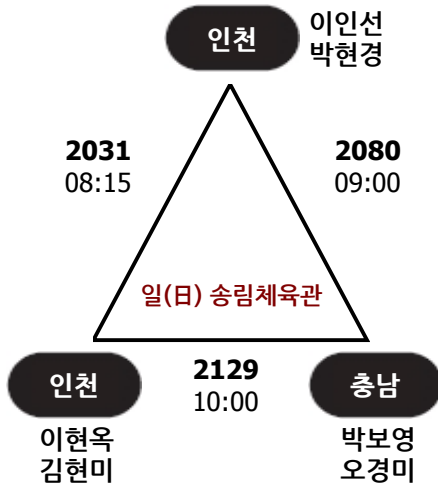 인천
이인선
박현경
2031
08:15
2080
09:00
일(日) 송림체육관
인천
2129
10:00
충남
이현옥
김현미
박보영
오경미